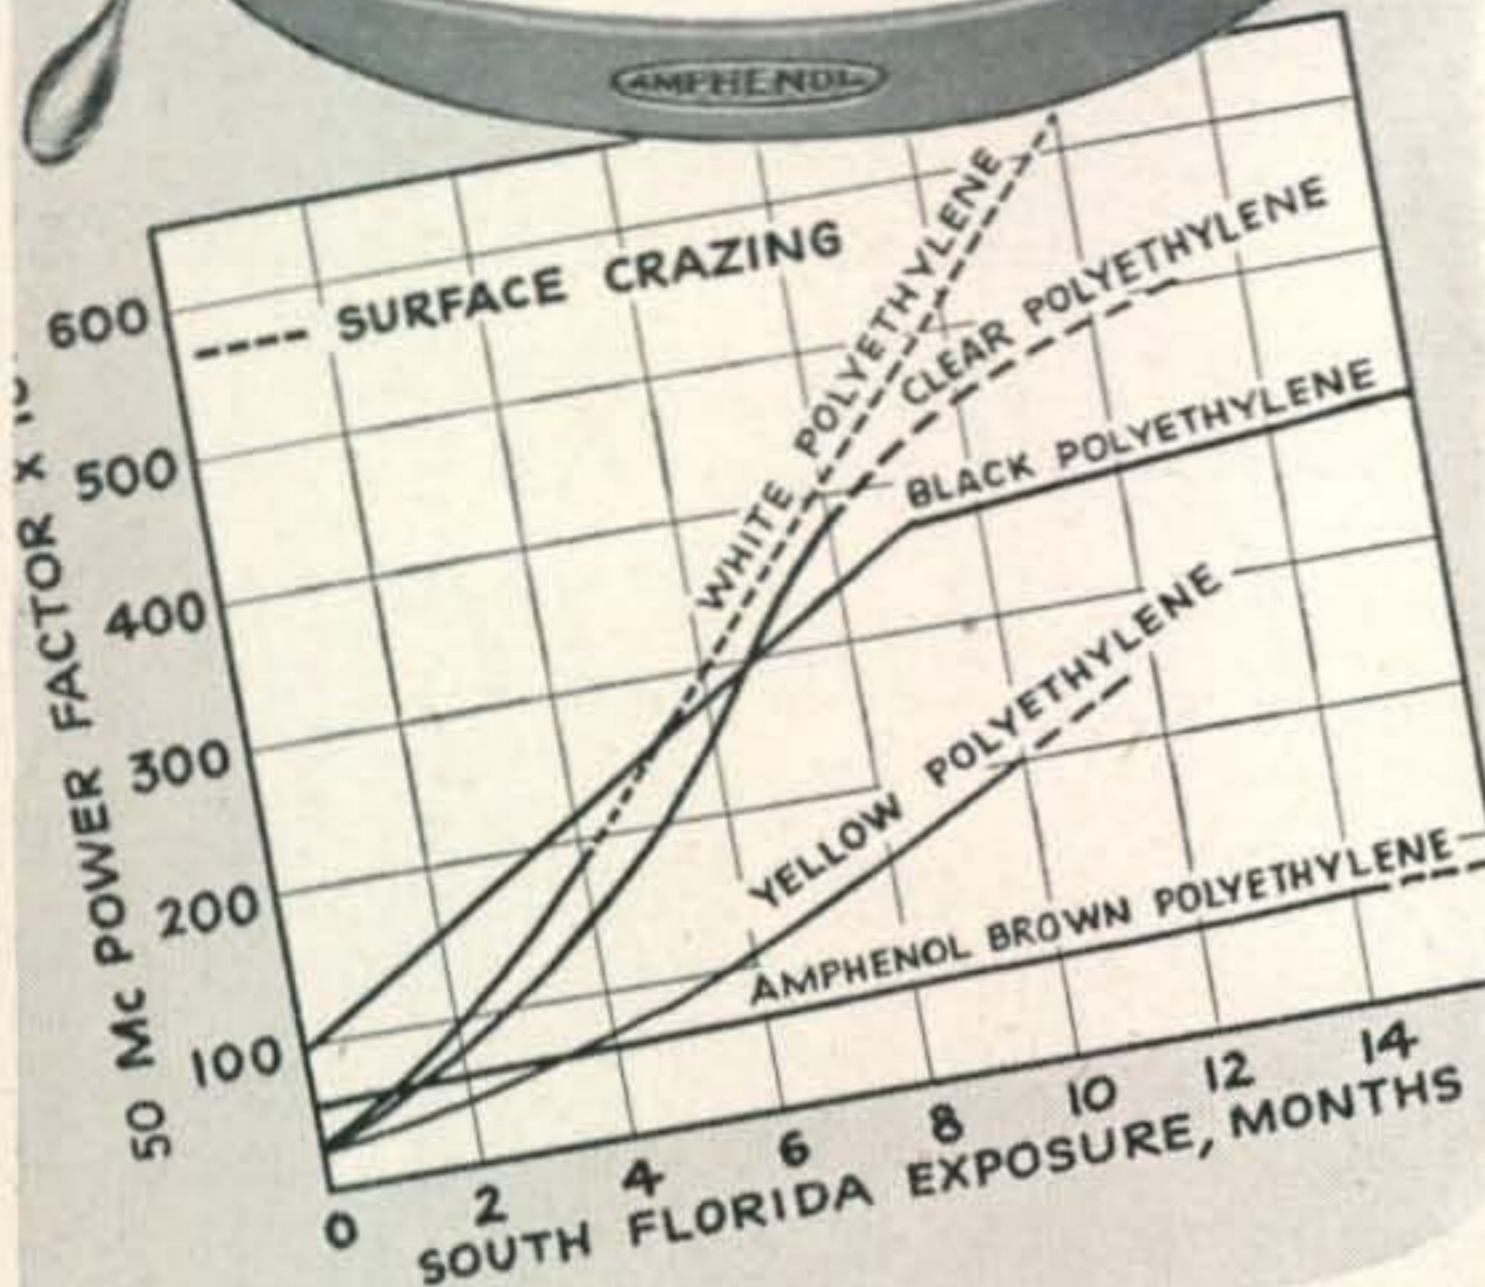 AMPHENOL
600
500
400
300
200
100
50 Mc POWER FACTOR X
---- SURFACE CRAZING
WHITE POLYETHYLENE
CLEAR POLYETHYLENE
BLACK POLYETHYLENE
YELLOW POLYETHYLENE
AMPHENOL BROWN POLYETHYLENE
0 2 4 6 8 10 12 14
SOUTH FLORIDA EXPOSURE, MONTHS